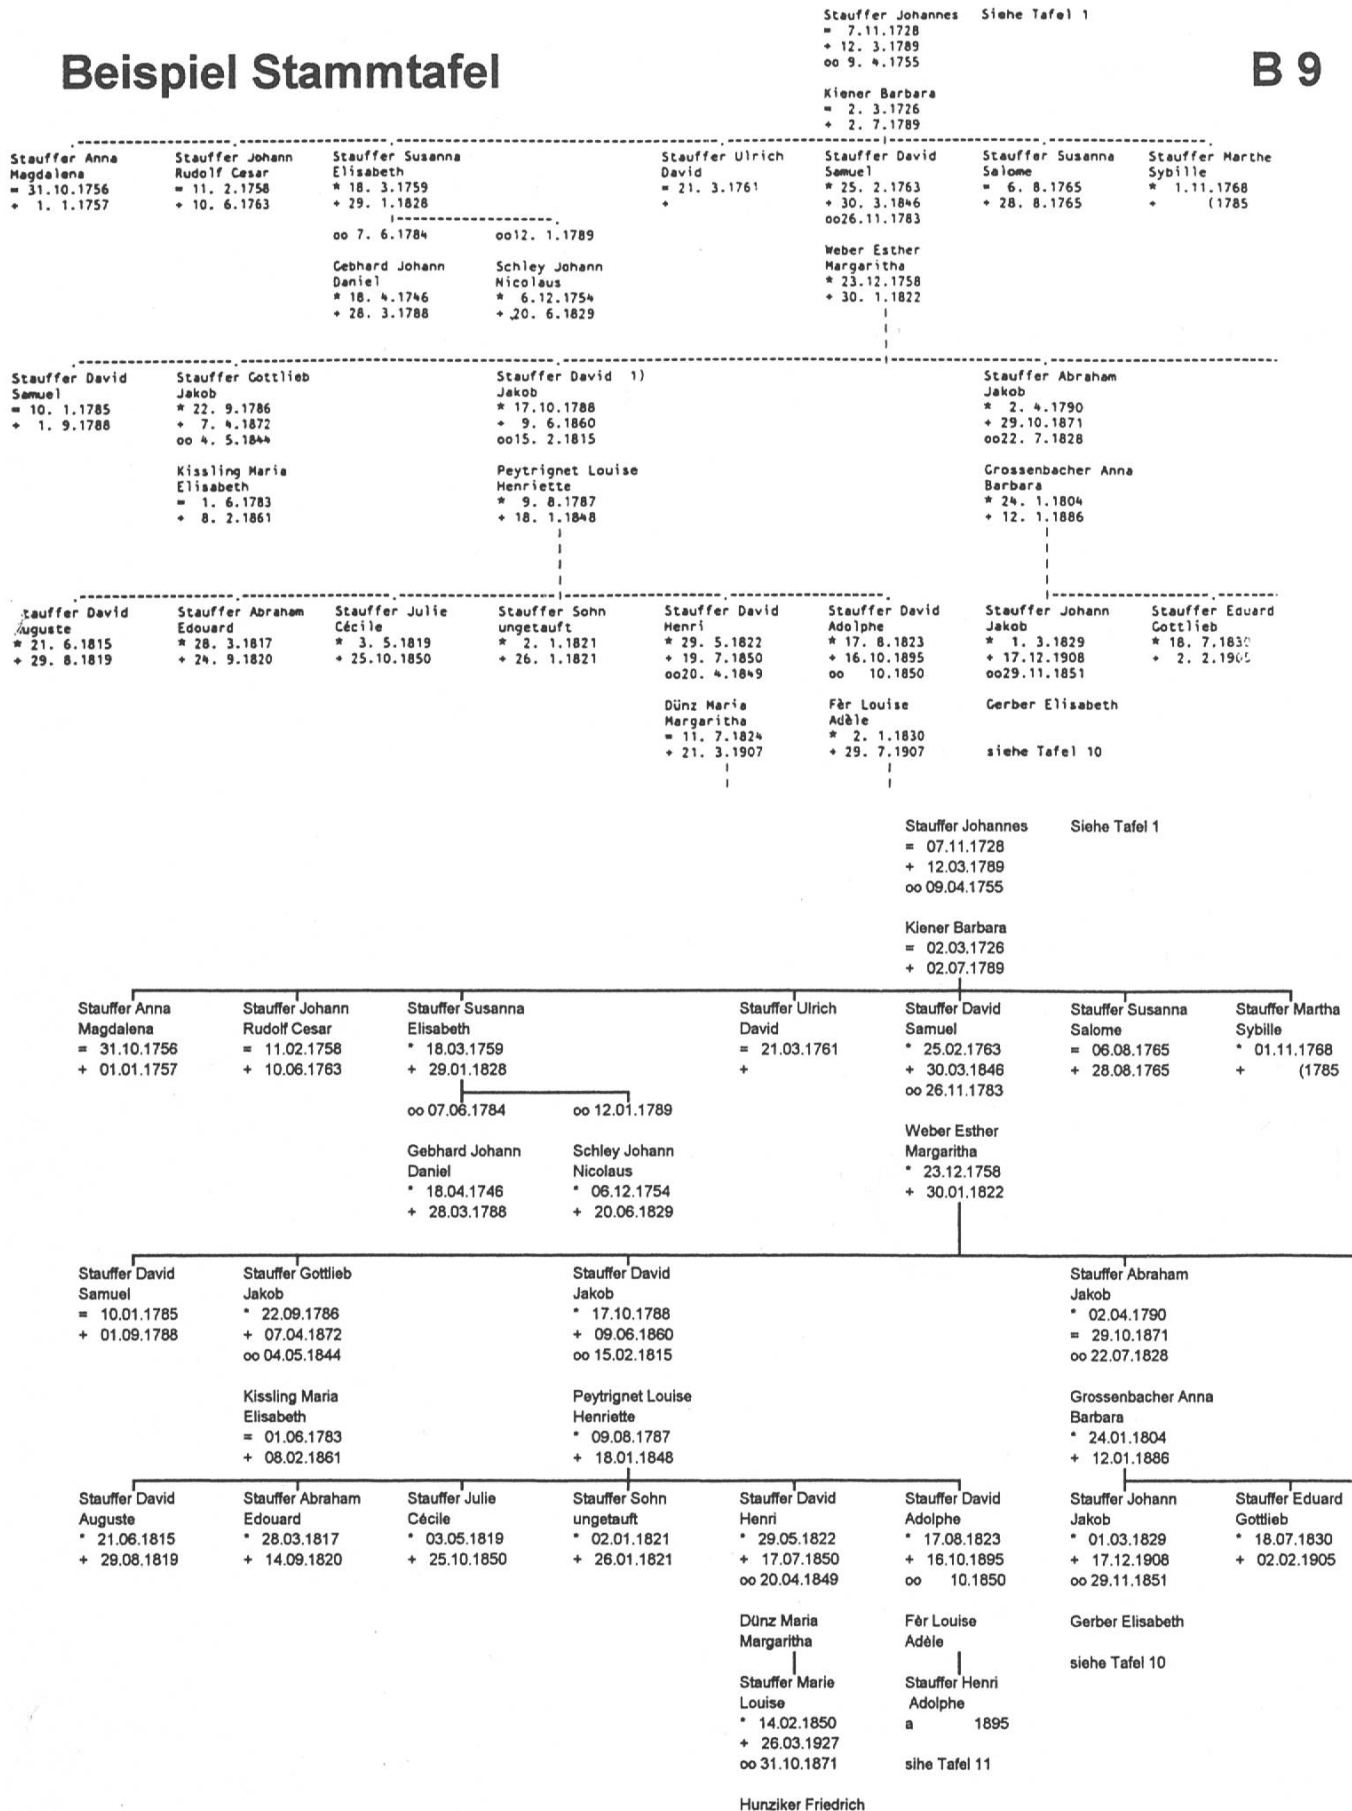 Stauffer Johannes Siehe Tafel 1
= 7.11.1728
+ 12. 3.1789
oo 9. 4.1755
Beispiel Stammtafel
B 9
Kiener Barbara
= 2. 3.1726
+ 2. 7.1789
Stauffer Anna Stauffer Johann Stauffer Susanna Stauffer Ulrich Stauffer David Stauffer Susanna Stauffer Marthe
Magdalena Rudolf Cesar Elisabeth David Samuel Salome Sybille
= 31.10.1756 = 11. 2.1758 * 18. 3.1759 = 21. 3.1761 * 25. 2.1763 = 6. 8.1765 * 1.11.1768
+ 1. 1.1757 + 10. 6.1763 + 29. 1.1828 + + 30. 3.1846 + 28. 8.1765 + (1785
oo26.11.1783
oo 7. 6.1784 oo12. 1.1789
Weber Esther
Gebhard Johann Schley Johann Margaritha
Daniel Nicolaus * 23.12.1758
* 18. 4.1746 * 6.12.1754 + 30. 1.1822
+ 28. 3.1788 + 20. 6.1829
Stauffer David Stauffer Gottlieb Stauffer David 1) Stauffer Abraham
Samuel Jakob Jakob Jakob
= 10. 1.1785 * 22. 9.1786 * 17.10.1788 * 2. 4.1790
+ 1. 9.1788 + 7. 4.1872 + 9. 6.1860 + 29.10.1871
oo 4. 5.1844 oo15. 2.1815 oo22. 7.1828
Kissling Maria Peytrignet Louise Grossenbacher Anna
Elisabeth Henriette Barbara
= 1. 6.1783 * 9. 8.1787 * 24. 1.1804
+ 8. 2.1861 + 18. 1.1848 + 12. 1.1886
tauffer David Stauffer Abraham Stauffer Julie Stauffer Sohn Stauffer David Stauffer David Stauffer Johann Stauffer Eduard
Auguste Edouard Cécile ungetauft Henri Adolphe Jakob Gottlieb
* 21. 6.1815 * 28. 3.1817 * 3. 5.1819 * 2. 1.1821 * 29. 5.1822 * 17. 8.1823 * 1. 3.1829 * 18. 7.1830
+ 29. 8.1819 + 24. 9.1820 + 25.10.1850 + 26. 1.1821 + 19. 7.1850 + 16.10.1895 + 17.12.1908 + 2. 2.1905
oo20. 4.1849 oo 10.1850 oo29.11.1851
Dünz Maria Fèr Louise Gerber Elisabeth
Margaritha Adèle
= 11. 7.1824 * 2. 1.1830
+ 21. 3.1907 + 29. 7.1907 siehe Tafel 10
Stauffer Johannes Siehe Tafel 1
= 07.11.1728
+ 12.03.1789
oo 09.04.1755
Kiener Barbara
= 02.03.1726
+ 02.07.1789
Stauffer Anna Stauffer Johann Stauffer Susanna Stauffer Ulrich Stauffer David Stauffer Susanna Stauffer Martha
Magdalena Rudolf Cesar Elisabeth David Samuel Salome Sybille
= 31.10.1756 = 11.02.1758 * 18.03.1759 = 21.03.1761 * 25.02.1763 = 06.08.1765 * 01.11.1768
+ 01.01.1757 + 10.06.1763 + 29.01.1828 + + 30.03.1846 + 28.08.1765 + (1785
oo 26.11.1783
oo 07.06.1784 oo 12.01.1789
Weber Esther
Gebhard Johann Schley Johann Margaritha
Daniel Nicolaus * 23.12.1758
* 18.04.1746 * 06.12.1754 + 30.01.1822
+ 28.03.1788 + 20.06.1829
Stauffer David Stauffer Gottlieb Stauffer David Stauffer Abraham
Samuel Jakob Jakob Jakob
= 10.01.1785 * 22.09.1786 * 17.10.1788 * 02.04.1790
+ 01.09.1788 + 07.04.1872 + 09.06.1860 = 29.10.1871
oo 04.05.1844 oo 15.02.1815 oo 22.07.1828
Kissling Maria Peytrignet Louise Grossenbacher Anna
Elisabeth Henriette Barbara
= 01.06.1783 * 09.08.1787 * 24.01.1804
+ 08.02.1861 + 18.01.1848 + 12.01.1886
Stauffer David Stauffer Abraham Stauffer Julie Stauffer Sohn Stauffer David Stauffer David Stauffer Johann Stauffer Eduard
Auguste Edouard Cécile ungetauft Henri Adolphe Jakob Gottlieb
* 21.06.1815 * 28.03.1817 * 03.05.1819 * 02.01.1821 * 29.05.1822 * 17.08.1823 * 01.03.1829 * 18.07.1830
+ 29.08.1819 + 14.09.1820 + 25.10.1850 + 26.01.1821 + 17.07.1850 + 16.10.1895 + 17.12.1908 + 02.02.1905
oo 20.04.1849 oo 10.1850 oo 29.11.1851
Dünz Maria Fèr Louise Gerber Elisabeth
Margaritha Adèle
siehe Tafel 10
Stauffer Marie Stauffer Henri
Louise Adolphe
* 14.02.1850 a 1895
+ 26.03.1927
oo 31.10.1871 sihe Tafel 11
Hunziker Friedrich